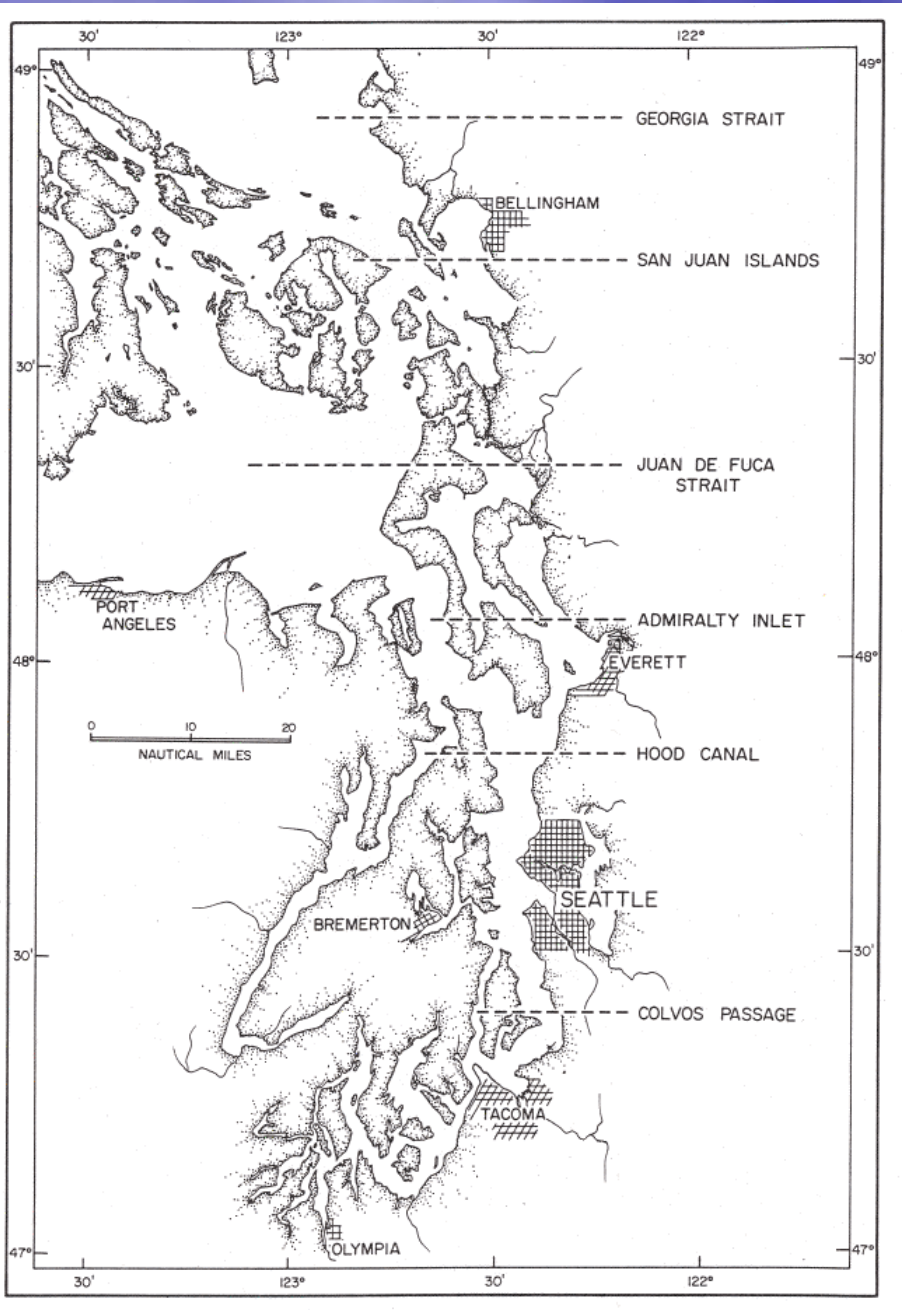 30'
123°
30'
122°
49°
49°
GEORGIA STRAIT
BELLINGHAM
SAN JUAN ISLANDS
30'
30'
JUAN DE FUCA
STRAIT
PORT
ANGELES
ADMIRALTY INLET
48°
48°
EVERETT
0
10
20
NAUTICAL MILES
HOOD CANAL
SEATTLE
BREMERTON
30'
30'
COLVOS PASSAGE
TACOMA
OLYMPIA
47°
47°
30'
123°
30'
122°